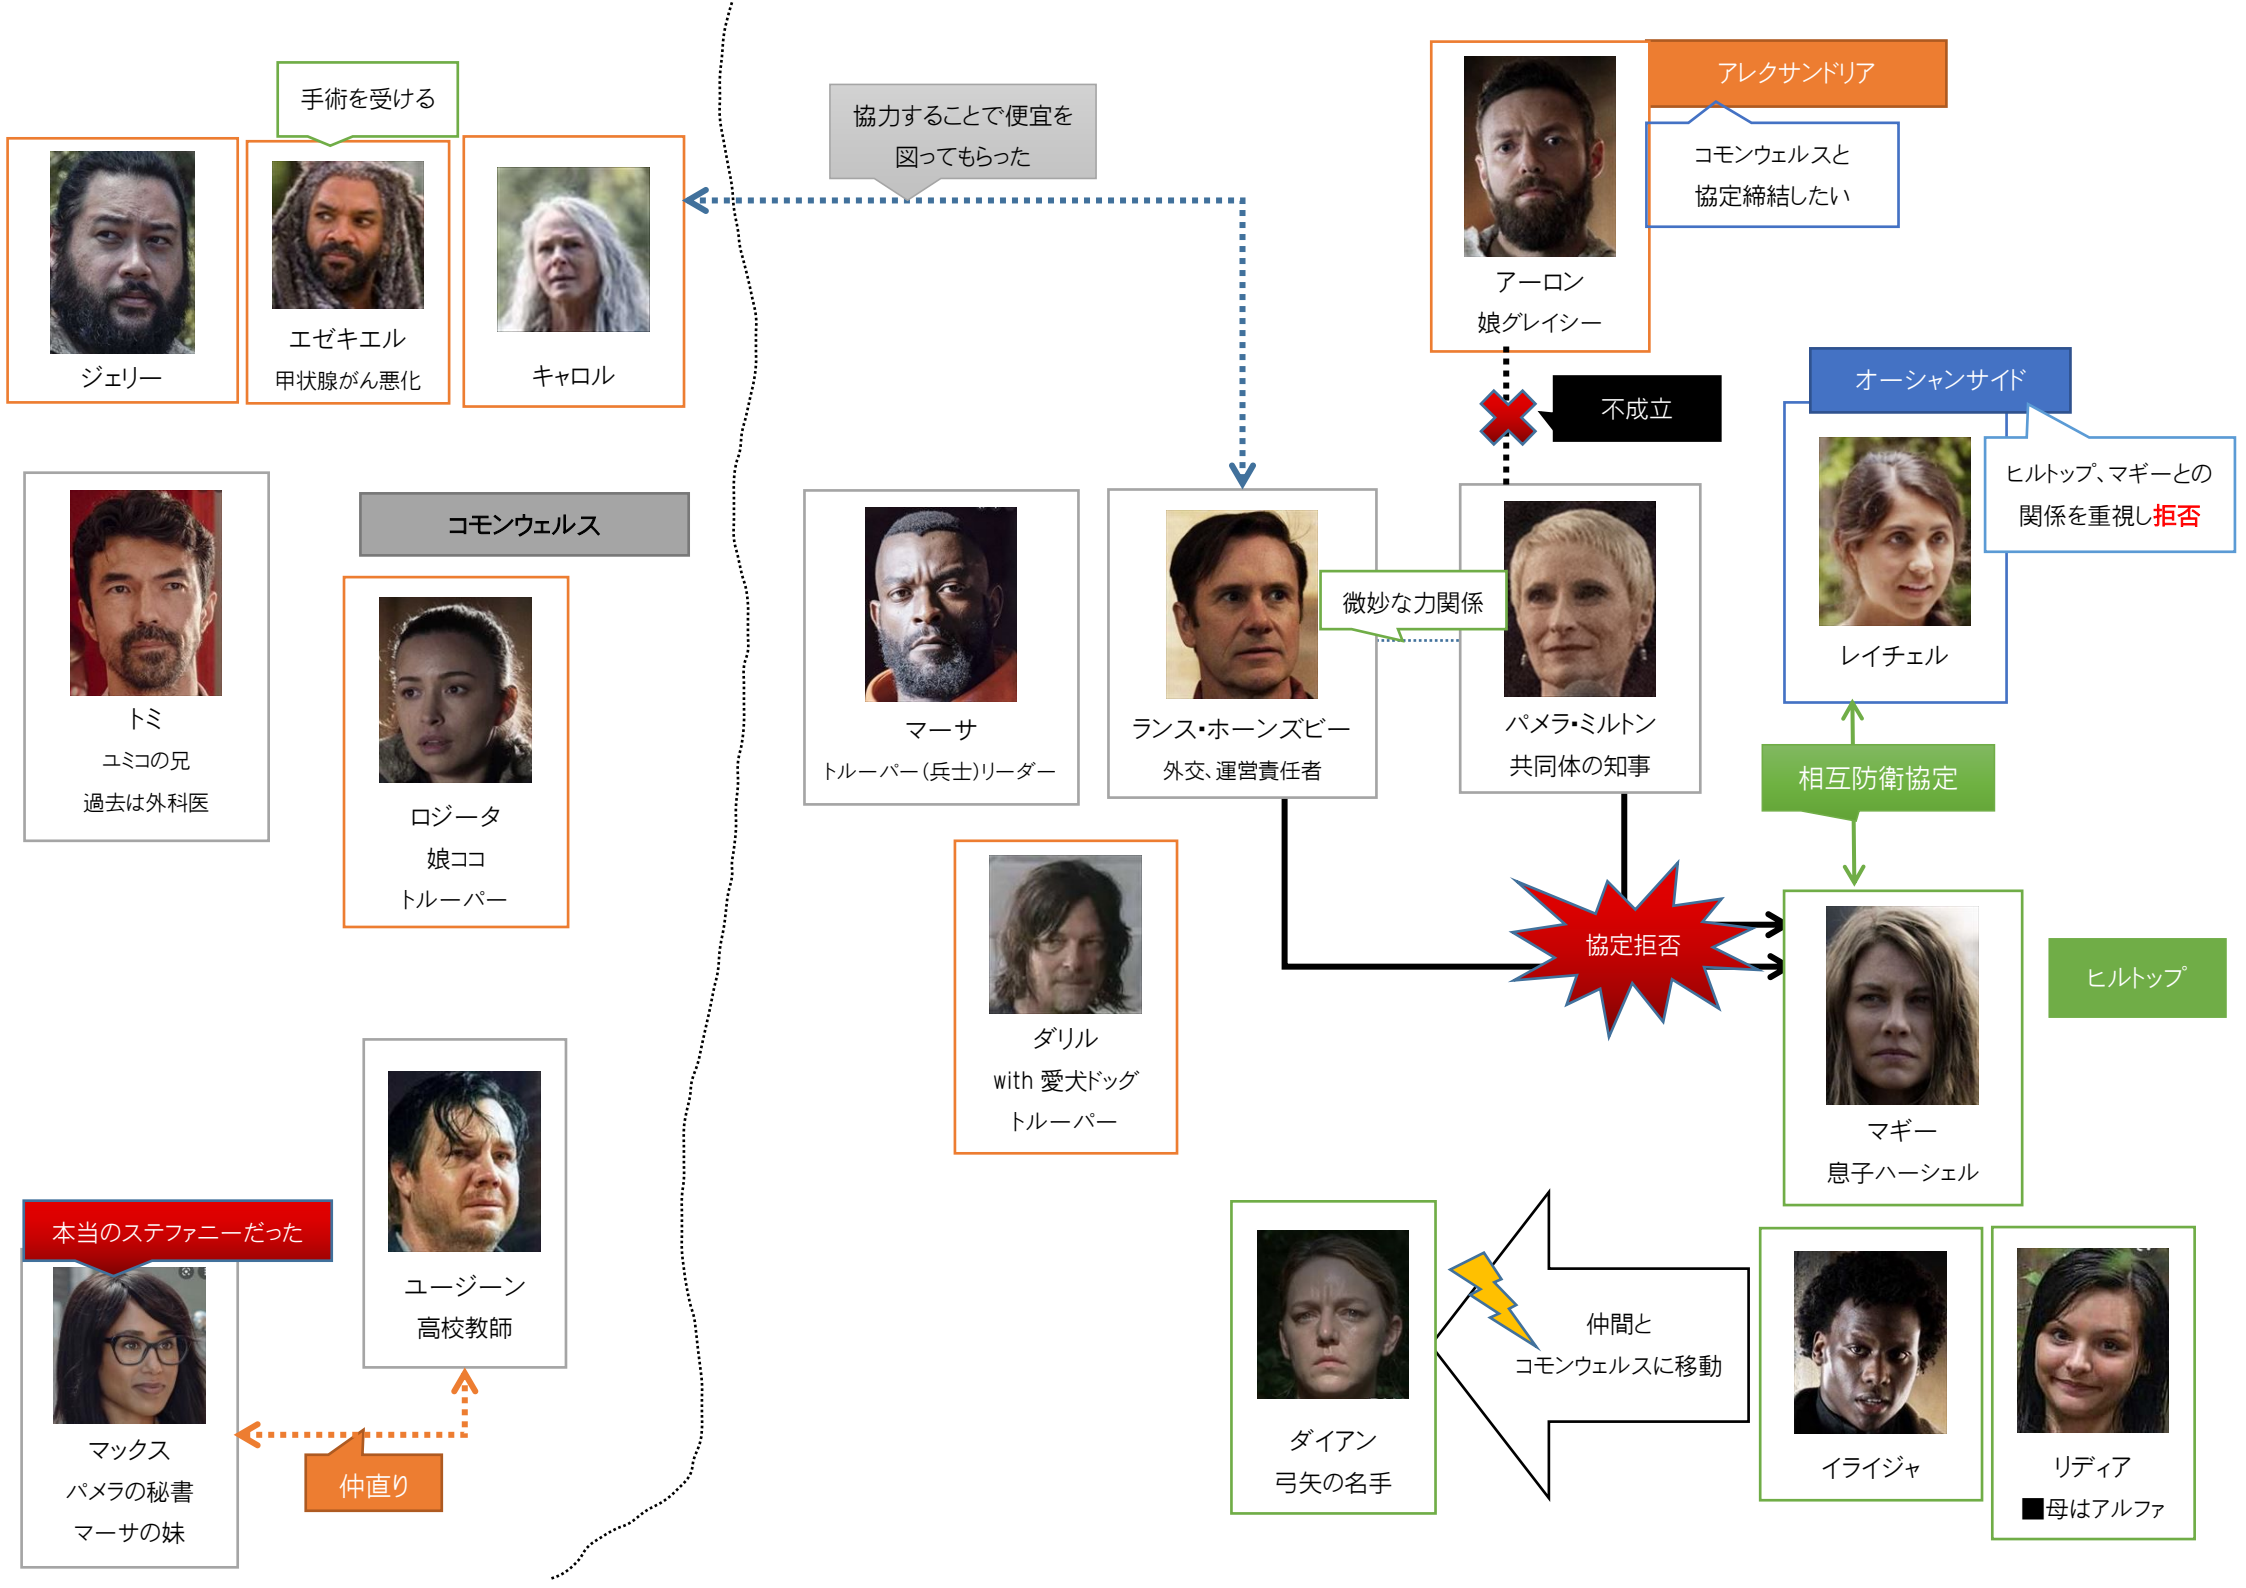 手術を受ける
ジェリー
エゼキエル
甲状腺がん悪化
キャロル
協力することで便宜を
図ってもらった
アレクサンドリア
コモンウェルスと
協定締結したい
アーロン
娘グレイシー
不成立
オーシャンサイド
ヒルトップ、マギーとの
関係を重視し拒否
レイチェル
トミ
ユミコの兄
過去は外科医
コモンウェルス
ロジータ
娘ココ
トルーパー
マーサ
トルーパー(兵士)リーダー
ランス・ホーンズビー
外交、運営責任者
微妙な力関係
パメラ・ミルトン
共同体の知事
相互防衛協定
協定拒否
ヒルトップ
マギー
息子ハーシェル
ダリル
with 愛犬ドッグ
トルーパー
ユージーン
高校教師
本当のステファニーだった
マックス
パメラの秘書
マーサの妹
仲直り
ダイアン
弓矢の名手
仲間と
コモンウェルスに移動
イライジャ
リディア
■母はアルファ